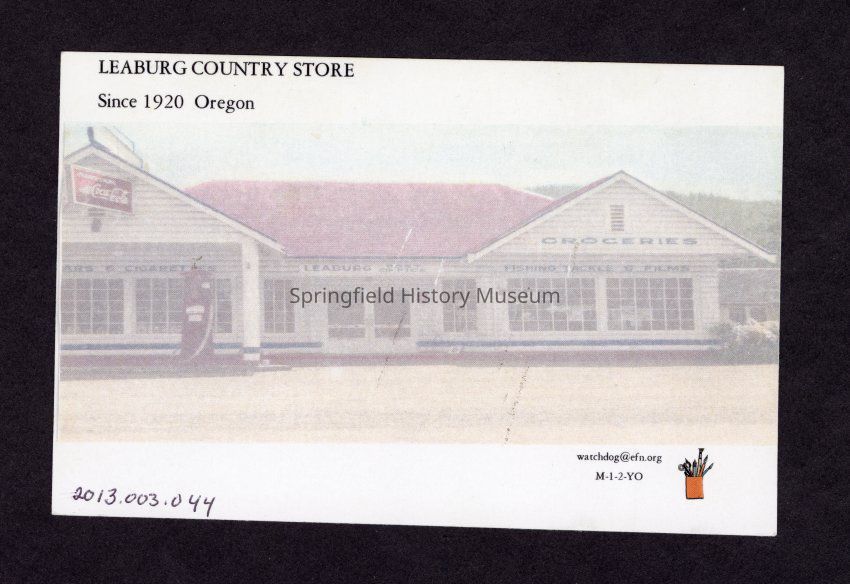 LEABURG COUNTRY STORE
Since 1920 Oregon
Coca-Cola
GROCERIES
& CIGARETTES
LEABURG
FISHING TACKLE & FILMS
Springfield History Museum
watchdog@efn.org
M-1-2-YO
2013.003.044